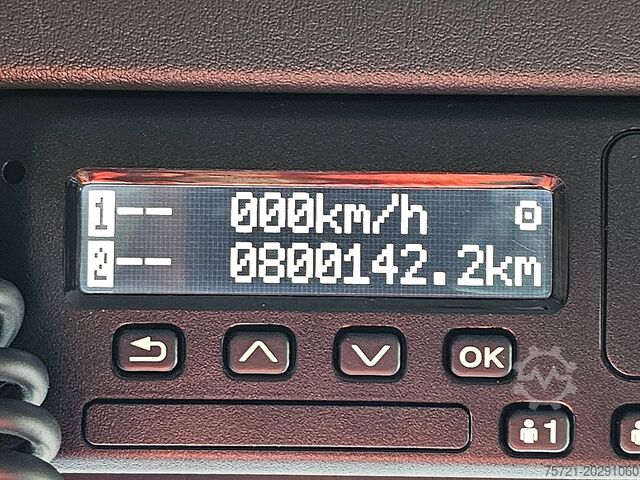 1-- 000km/h
2-- 0800142.2km
OK
1
75721-20291060